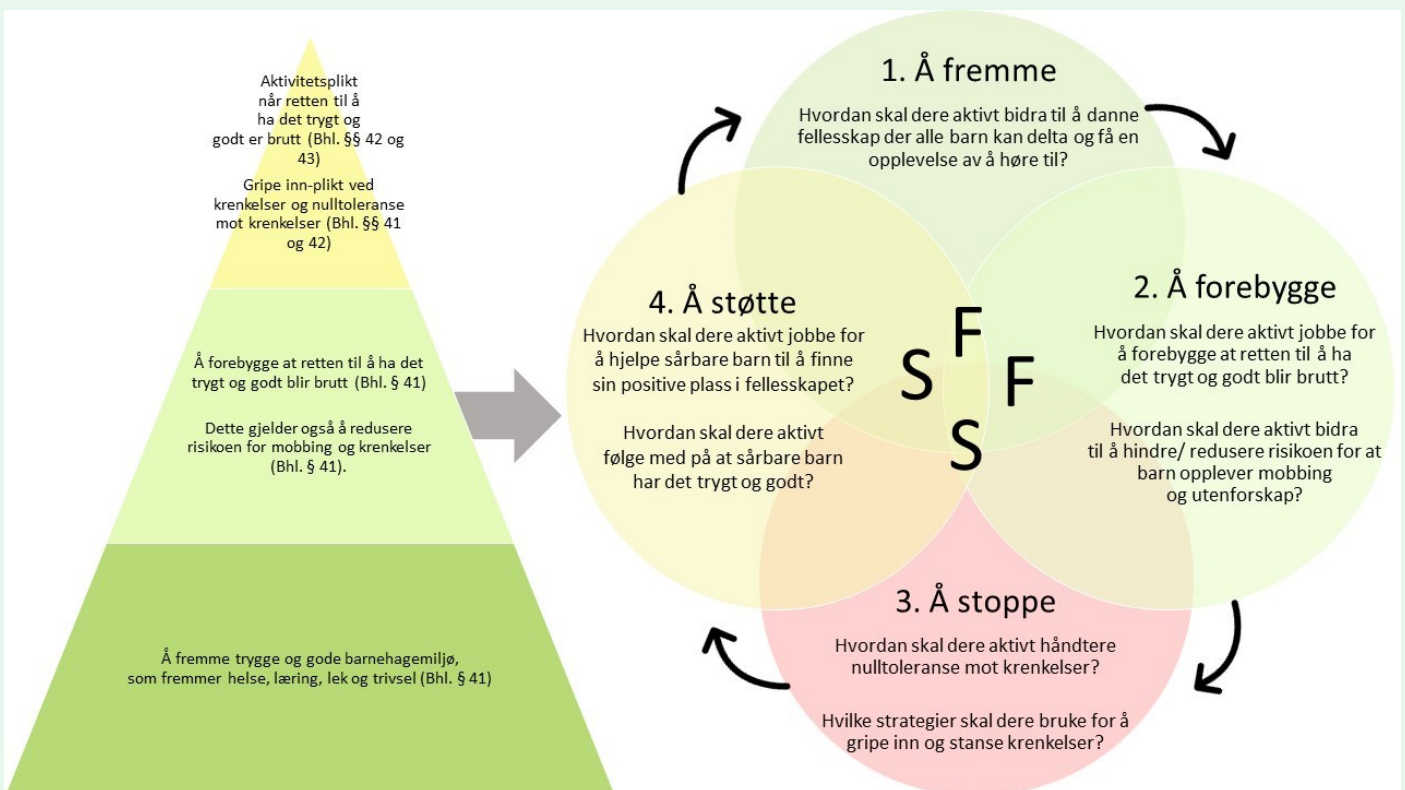 Aktivitetsplikt
når retten til å
ha det trygt og
godt er brutt (Bhl. §§ 42 og
43)
Gripe inn-plikt ved
krenkelser og nulltoleranse
mot krenkelser (Bhl. §§ 41
og 42)
Å forebygge at retten til å ha det
trygt og godt blir brutt (Bhl. § 41)
Dette gjelder også å redusere
risikoen for mobbing og krenkelser
(Bhl. § 41).
Å fremme trygge og gode barnehagemiljø,
som fremmer helse, læring, lek og trivsel (Bhl. § 41)
1. Å fremme
Hvordan skal dere aktivt bidra til å danne
fellesskap der alle barn kan delta og få en
opplevelse av å høre til?
2. Å forebygge
Hvordan skal dere aktivt jobbe for
å forebygge at retten til å ha
det trygt og godt blir brutt?
Hvordan skal dere aktivt bidra
til å hindre/ redusere risikoen for at
barn opplever mobbing
og utenforskap?
3. Å stoppe
Hvordan skal dere aktivt håndtere
nulltoleranse mot krenkelser?
Hvilke strategier skal dere bruke for å
gripe inn og stanse krenkelser?
4. Å støtte
Hvordan skal dere aktivt jobbe for
å hjelpe sårbare barn til å finne
sin positive plass i fellesskapet?
Hvordan skal dere aktivt
følge med på at sårbare barn
har det trygt og godt?
F
F
S
S